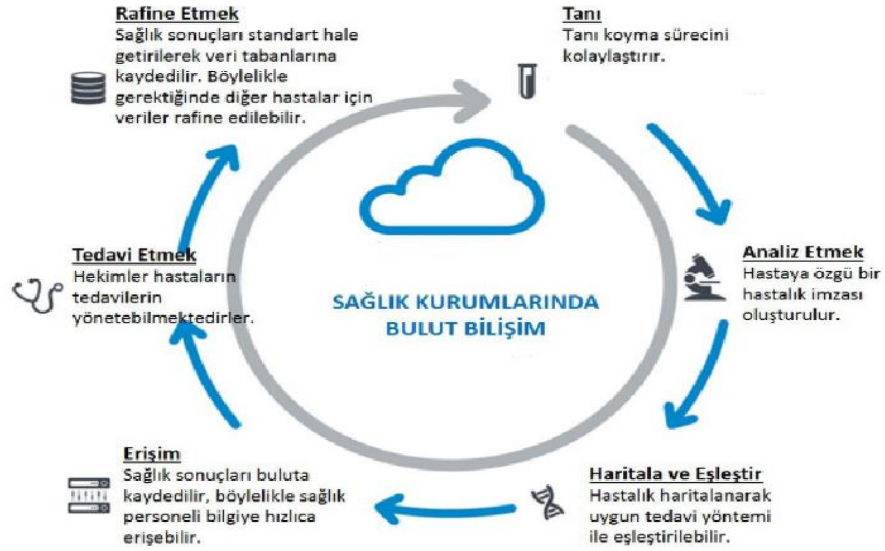 Rafine Etmek
Sağlık sonuçları standart hale
getirilerek veri tabanlarına
kaydedilir. Böylelikle
gerektiğinde diğer hastalar için
veriler rafine edilebilir.
Tanı
Tanı koyma sürecini
kolaylaştırır.
Analiz Etmek
Hastaya özgü bir
hastalık imzası
oluşturulur.
Haritala ve Eşleştir
Hastalık haritalanarak
uygun tedavi yöntemi
ile eşleştirilebilir.
Erişim
Sağlık sonuçları buluta
kaydedilir, böylelikle sağlık
personeli bilgiye hızlıca
erişebilir.
Tedavi Etmek
Hekimler hastaların
tedavilerin
yönetebilmektedirler.
SAĞLIK KURUMLARINDA
BULUT BİLİŞİM